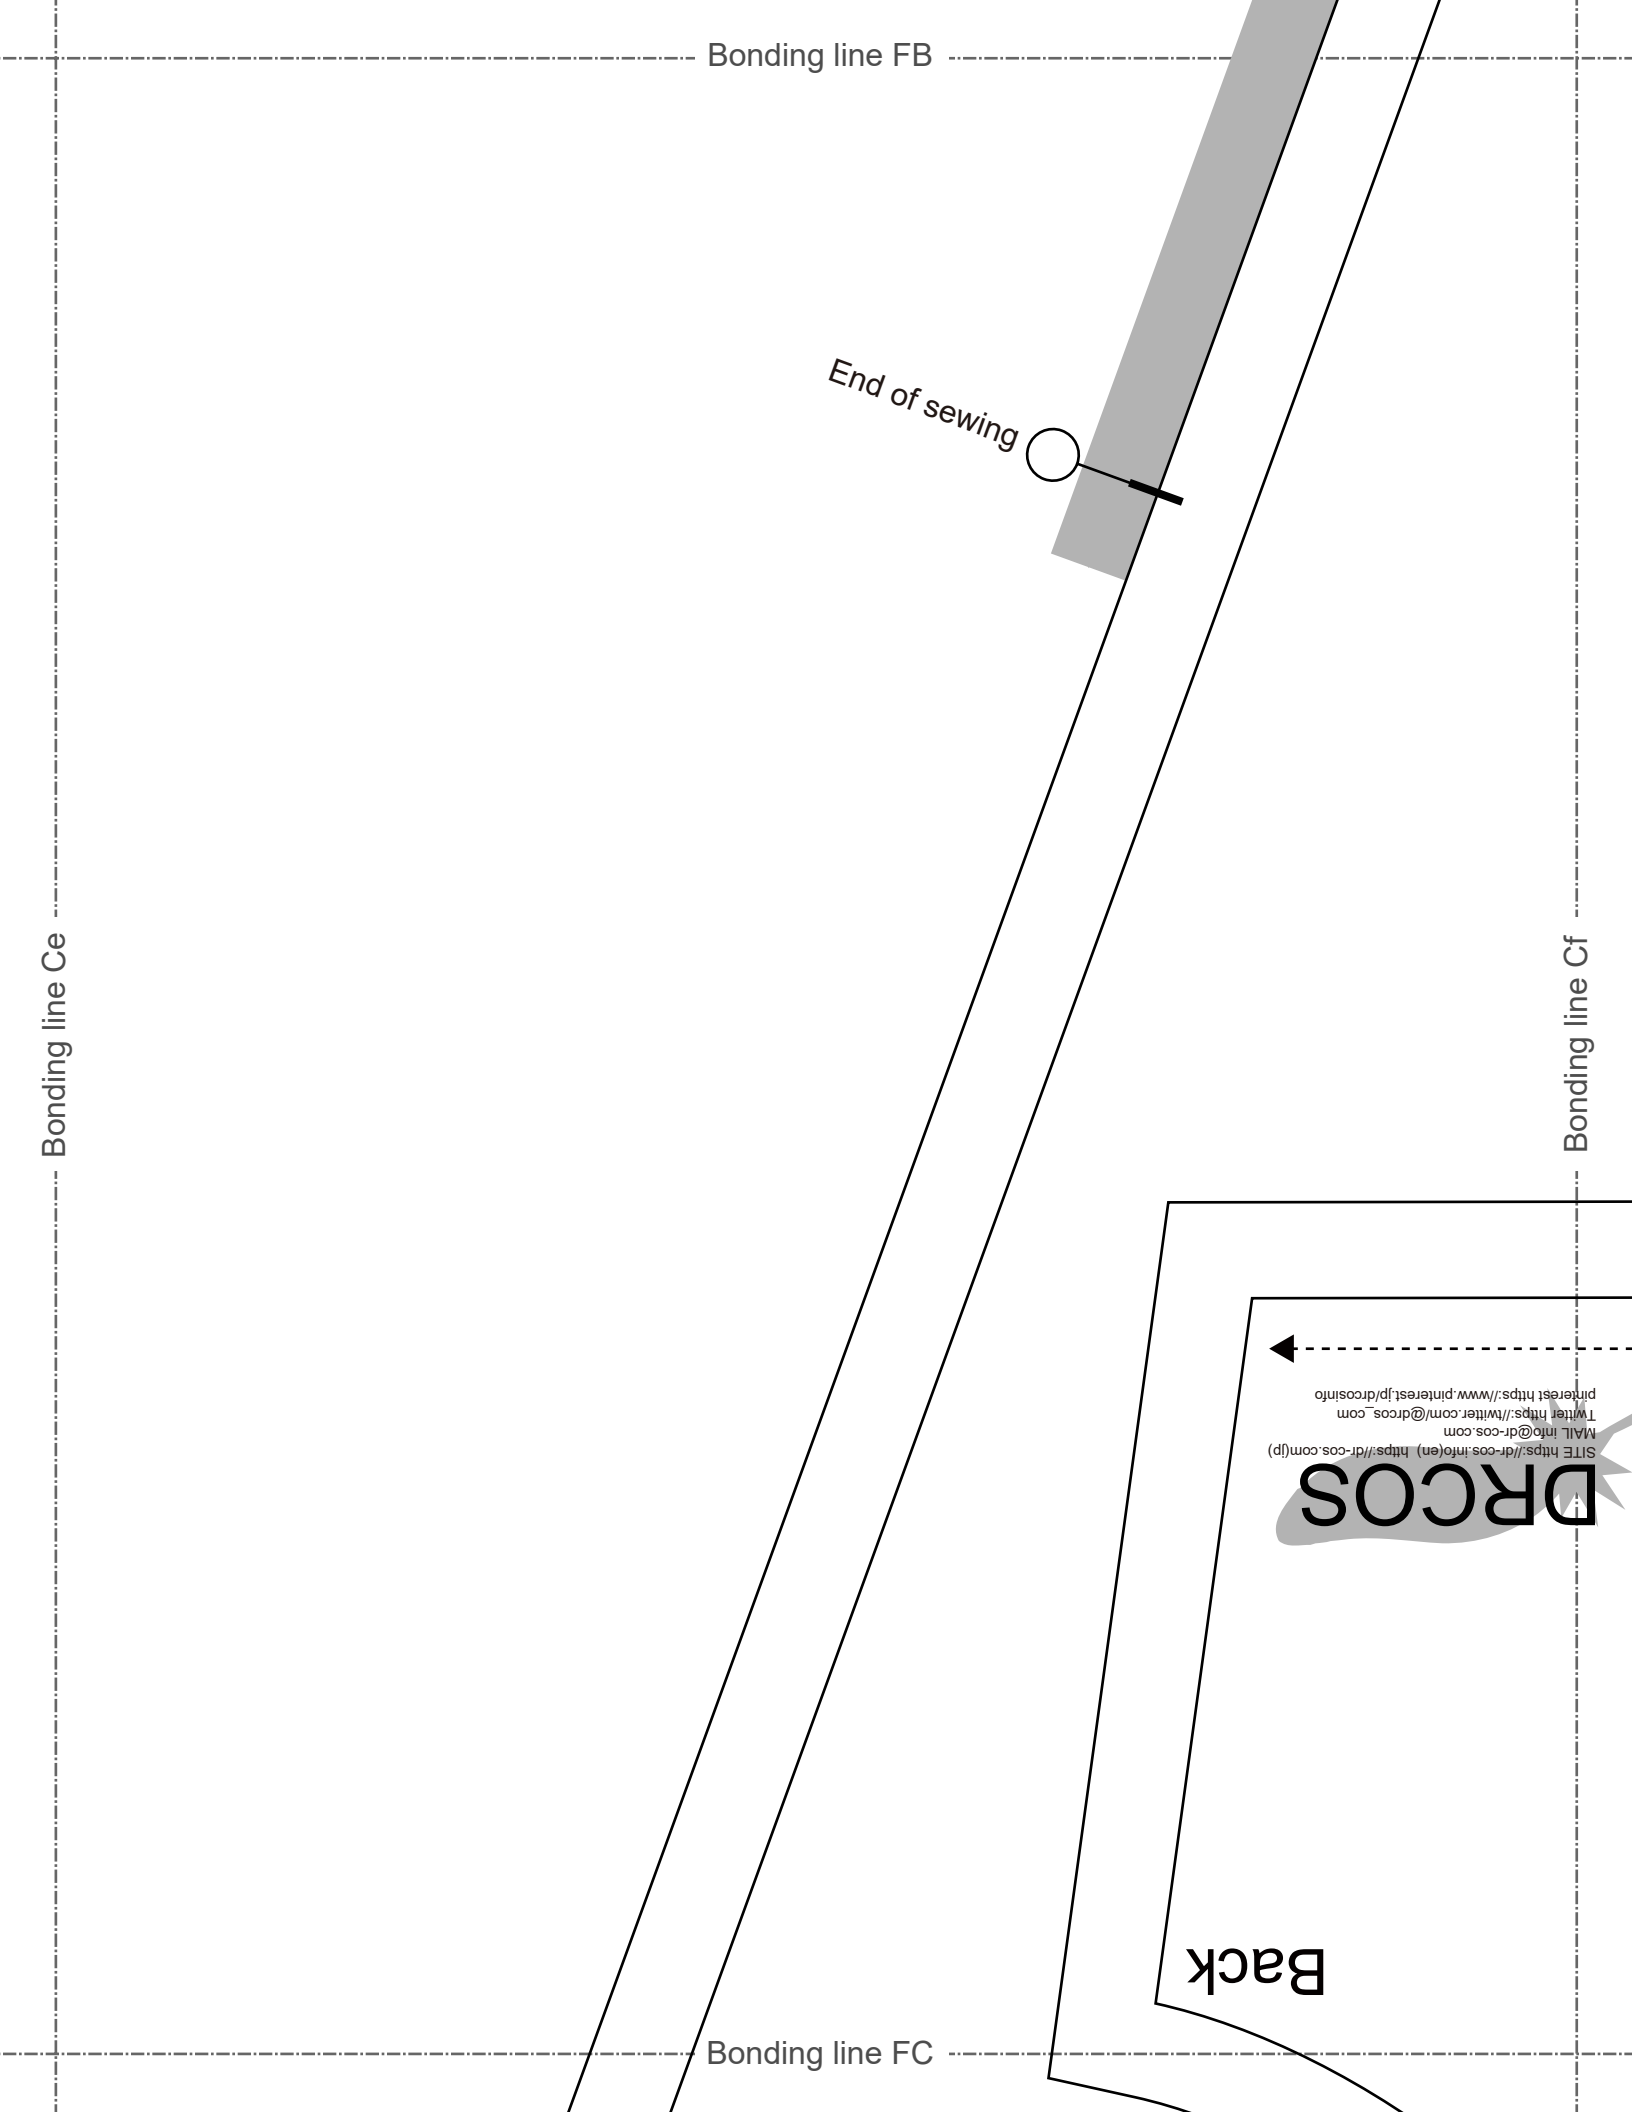 Bonding line FB
End of sewing
Bonding line Ce
Bonding line Cf
pinterest https://www.pinterest.jp/drcosinfo
Twitter https://twitter.com/@drcos_com
MAIL info@dr-cos.com
SITE https://dr-cos.info(en) https://dr-cos.com(jp)
DRCOS
Back
Bonding line FC